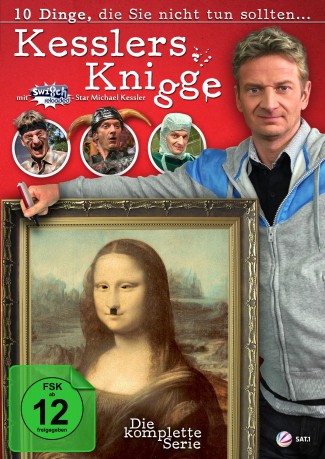 10 Dinge, die Sie nicht tun sollten...
Kesslers
Knigge
mit Switch reloaded -Star Michael Kessler
FSK
ab
12
freigegeben
Die
komplette
Serie
SAT.1